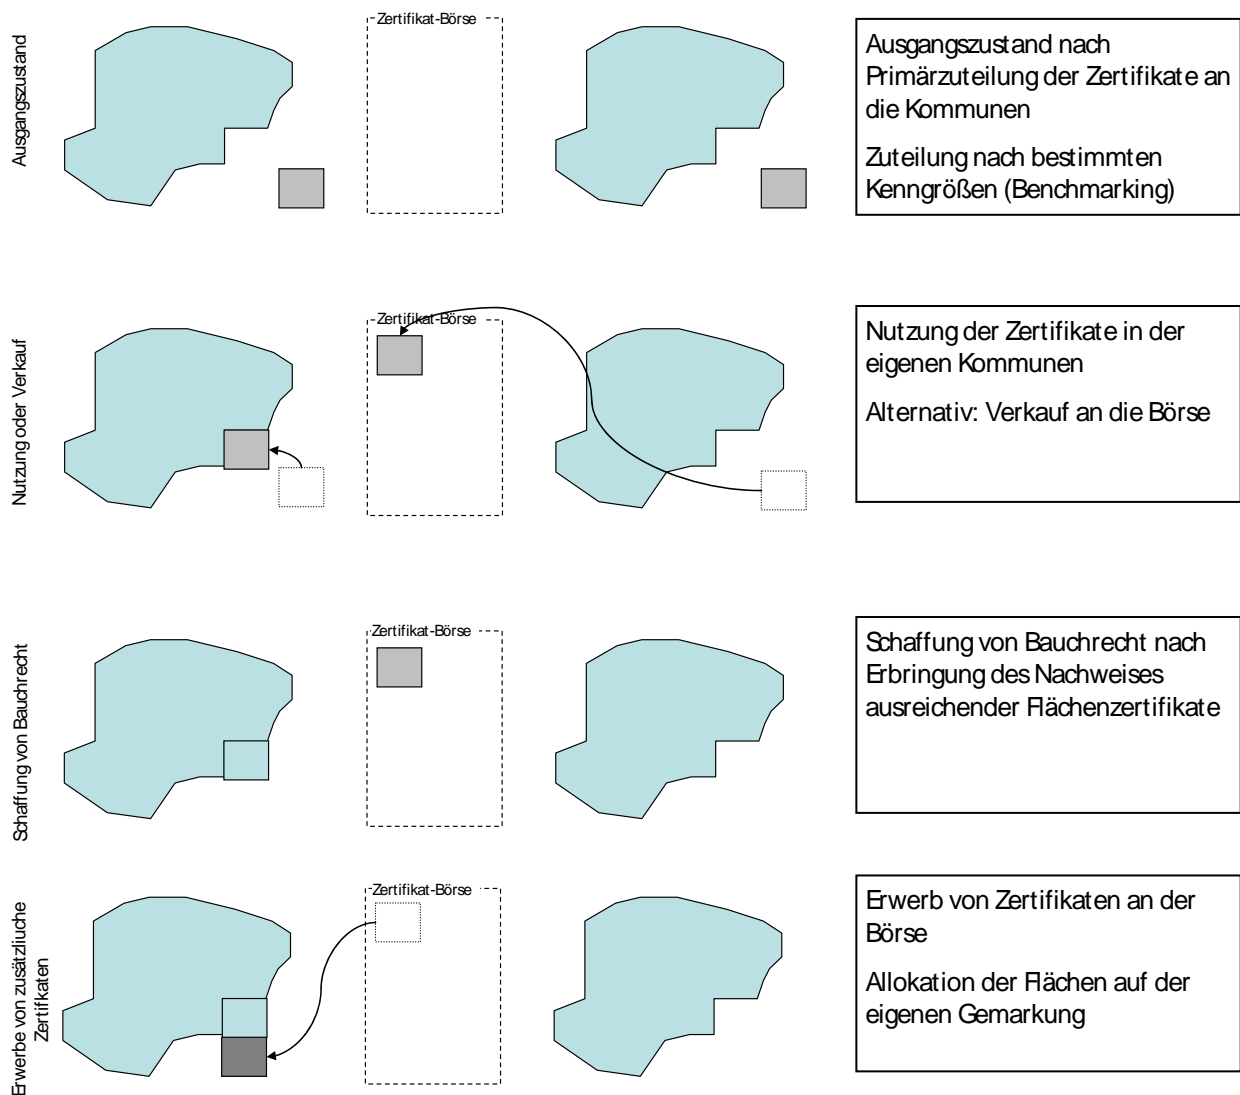 Ausgangszustand
Zertifikat-Börse
Ausgangszustand nach
Primärzuteilung der Zertifikate an
die Kommunen
Zuteilung nach bestimmten
Kenngrößen (Benchmarking)
Nutzung oder Verkauf
Zertifikat-Börse
Nutzung der Zertifikate in der
eigenen Kommunen
Alternativ: Verkauf an die Börse
Schaffung von Bauchrecht
Zertifikat-Börse
Schaffung von Bauchrecht nach
Erbringung des Nachweises
ausreichender Flächenzertifikate
Erwerbe von zusätzliuche
Zertifkaten
Zertifikat-Börse
Erwerb von Zertifikaten an der
Börse
Allokation der Flächen auf der
eigenen Gemarkung